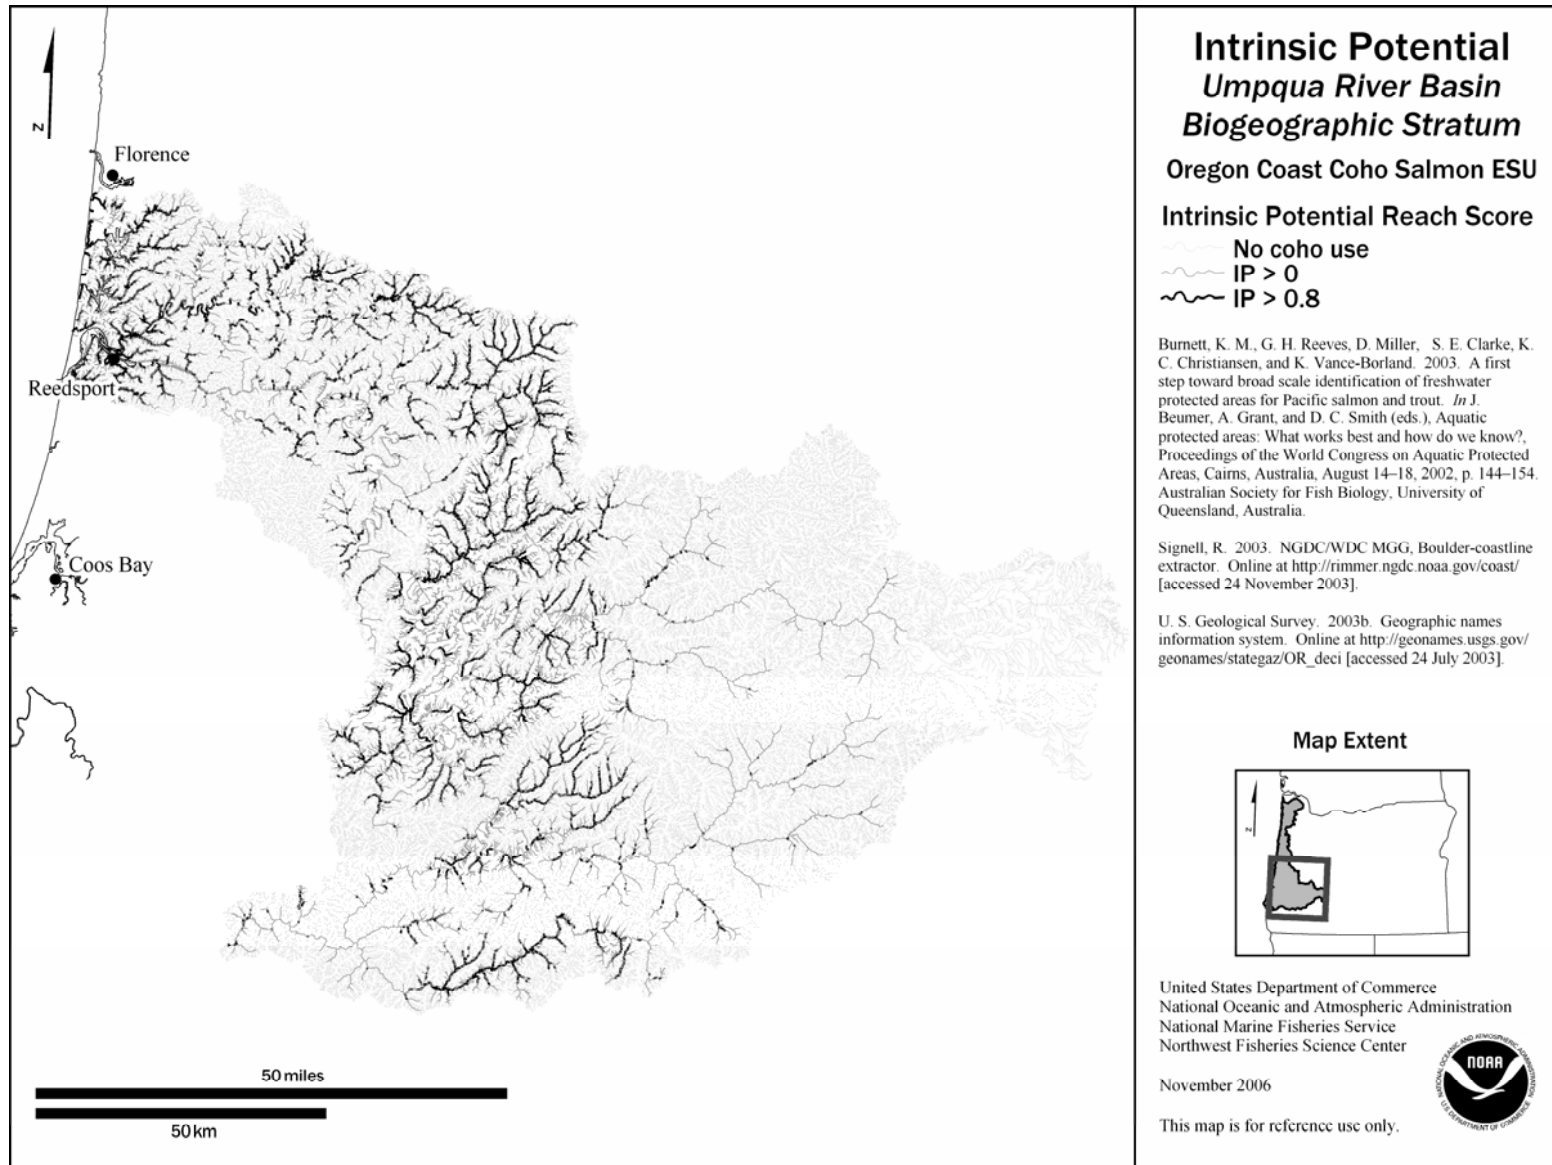 Intrinsic Potential
Umpqua River Basin
Biogeographic Stratum
Oregon Coast Coho Salmon ESU
Intrinsic Potential Reach Score
No coho use
IP > 0
IP > 0.8
Burnett, K. M., G. H. Reeves, D. Miller, S. E. Clarke, K.
C. Christiansen, and K. Vance-Borland. 2003. A first
step toward broad scale identification of freshwater
protected areas for Pacific salmon and trout. In J.
Beumer, A. Grant, and D. C. Smith (eds.), Aquatic
protected areas: What works best and how do we know?,
Proceedings of the World Congress on Aquatic Protected
Areas, Cairns, Australia, August 14–18, 2002, p. 144–154.
Australian Society for Fish Biology, University of
Queensland, Australia.
Signell, R. 2003. NGDC/WDC MGG, Boulder-coastline
extractor. Online at http://rimmer.ngdc.noaa.gov/coast/
[accessed 24 November 2003].
U. S. Geological Survey. 2003b. Geographic names
information system. Online at http://geonames.usgs.gov/
geonames/stategaz/OR_deci [accessed 24 July 2003].
Map Extent
N
United States Department of Commerce
National Oceanic and Atmospheric Administration
National Marine Fisheries Service
Northwest Fisheries Science Center
November 2006
This map is for reference use only.
NATIONAL OCEANIC AND ATMOSPHERIC ADMINISTRATION
NOAA
U.S. DEPARTMENT OF COMMERCE
N
Florence
Reedsport
Coos Bay
50 miles
50 km